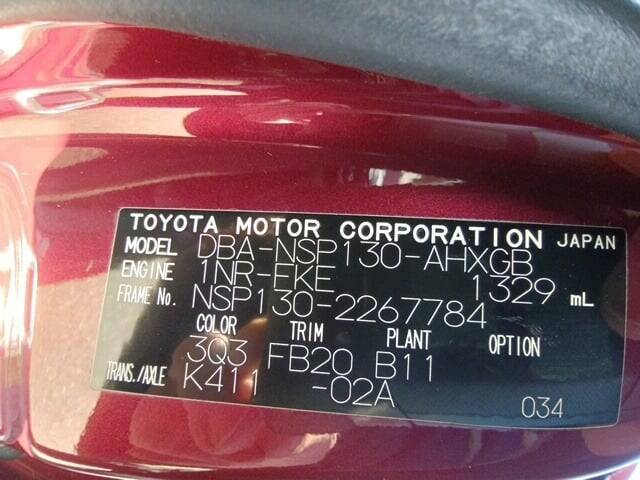 TOYOTA MOTOR CORPORATION JAPAN
MODEL DBA-NSP130-AHXGB
ENGINE 1NR-FKE 1329 mL
FRAME No. NSP130-2267784
COLOR TRIM PLANT OPTION
3Q3 FB20 B11
TRANS./AXLE K411 -02A
034